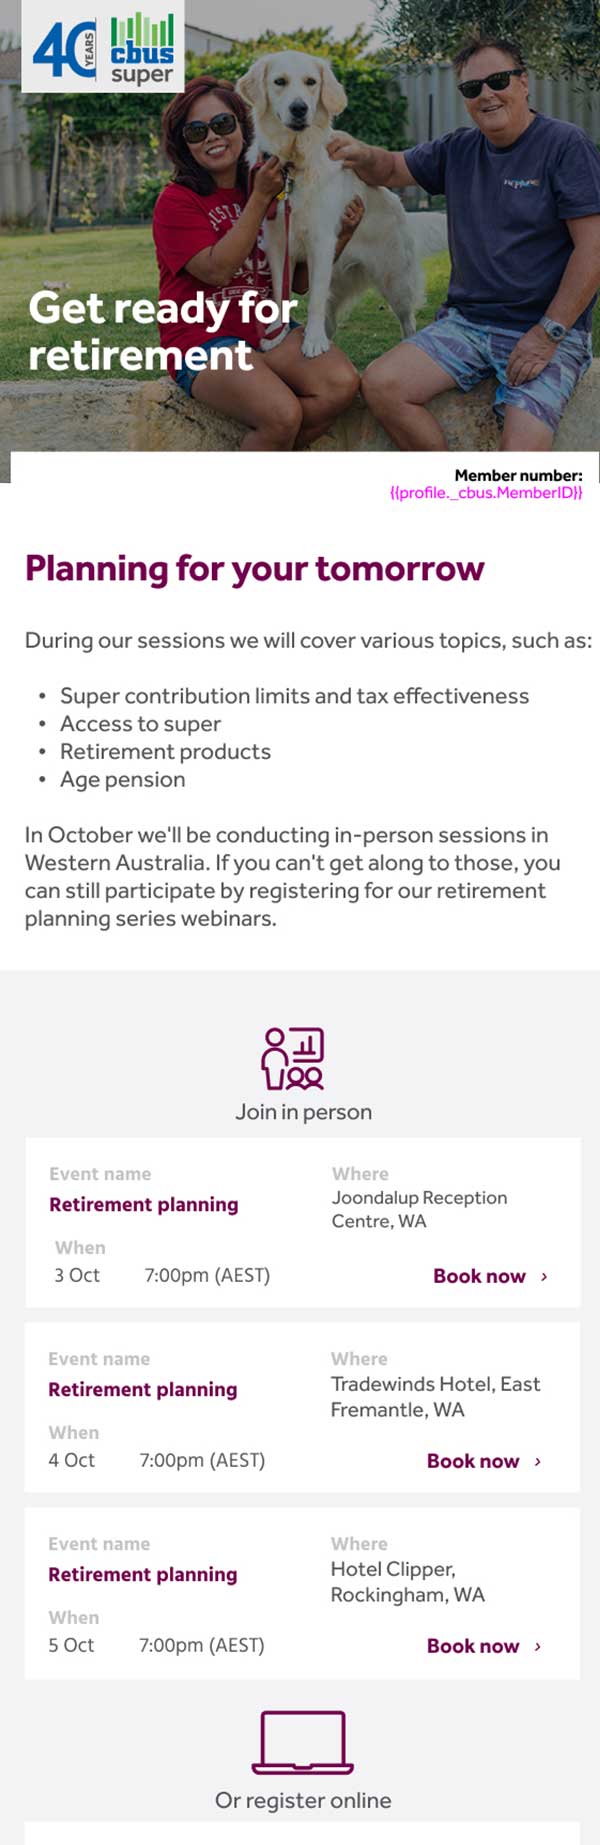 40 YEARS
cbus
super
Get ready for
retirement
Member number:
{{profile._cbus.MemberID}}
Planning for your tomorrow
During our sessions we will cover various topics, such as:
• Super contribution limits and tax effectiveness
• Access to super
• Retirement products
• Age pension
In October we'll be conducting in-person sessions in
Western Australia. If you can't get along to those, you
can still participate by registering for our retirement
planning series webinars.
Join in person
Event name
Retirement planning
Where
Joondalup Reception
Centre, WA
When
3 Oct 7:00pm (AEST)
Book now ›
Event name
Retirement planning
Where
Tradewinds Hotel, East
Fremantle, WA
When
4 Oct 7:00pm (AEST)
Book now ›
Event name
Retirement planning
Where
Hotel Clipper,
Rockingham, WA
When
5 Oct 7:00pm (AEST)
Book now ›
Or register online